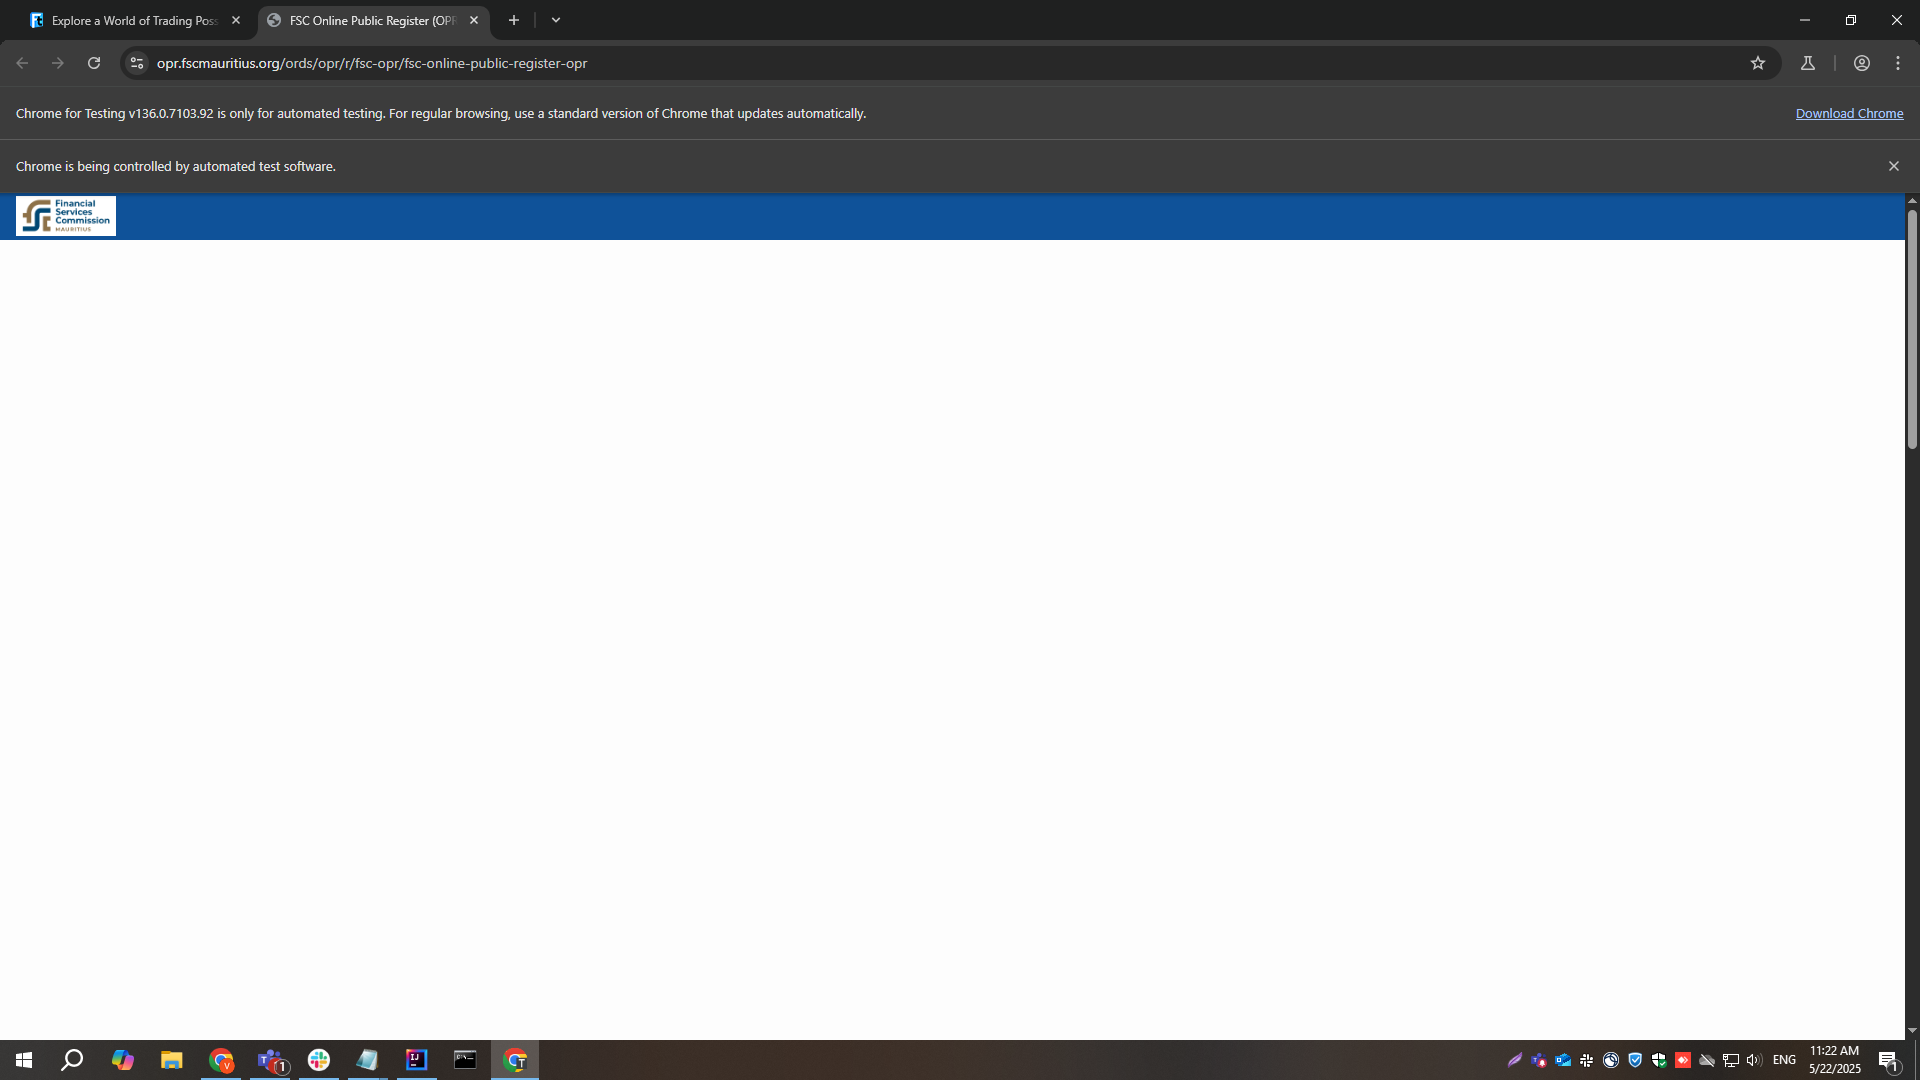 Explore a World of Trading Poss
FSC Online Public Register (OPR
opr.fscmauritius.org/ords/opr/r/fsc-opr/fsc-online-public-register-opr
Chrome for Testing v136.0.7103.92 is only for automated testing. For regular browsing, use a standard version of Chrome that updates automatically.
Download Chrome
Chrome is being controlled by automated test software.
Financial
Services
Commission
MAURITIUS
ENG
11:22 AM
5/22/2025